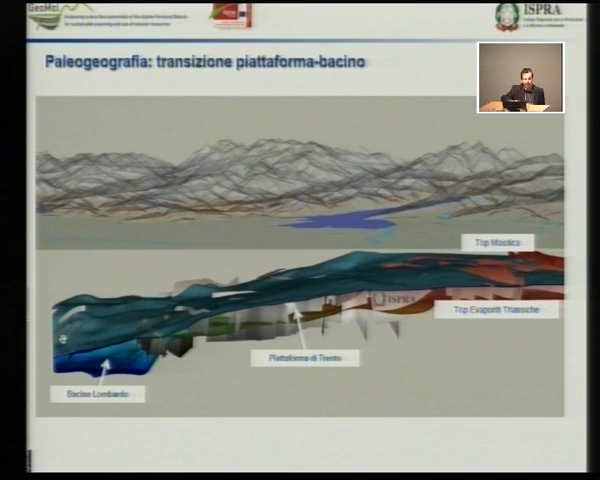 GeoMol
ISPRA
Paleogeografia: transizione piattaforma-bacino
Top Maiolica
ISPRA
Top Evaporiti Triassiche
Piattaforma di Trento
Bacino Lombardo